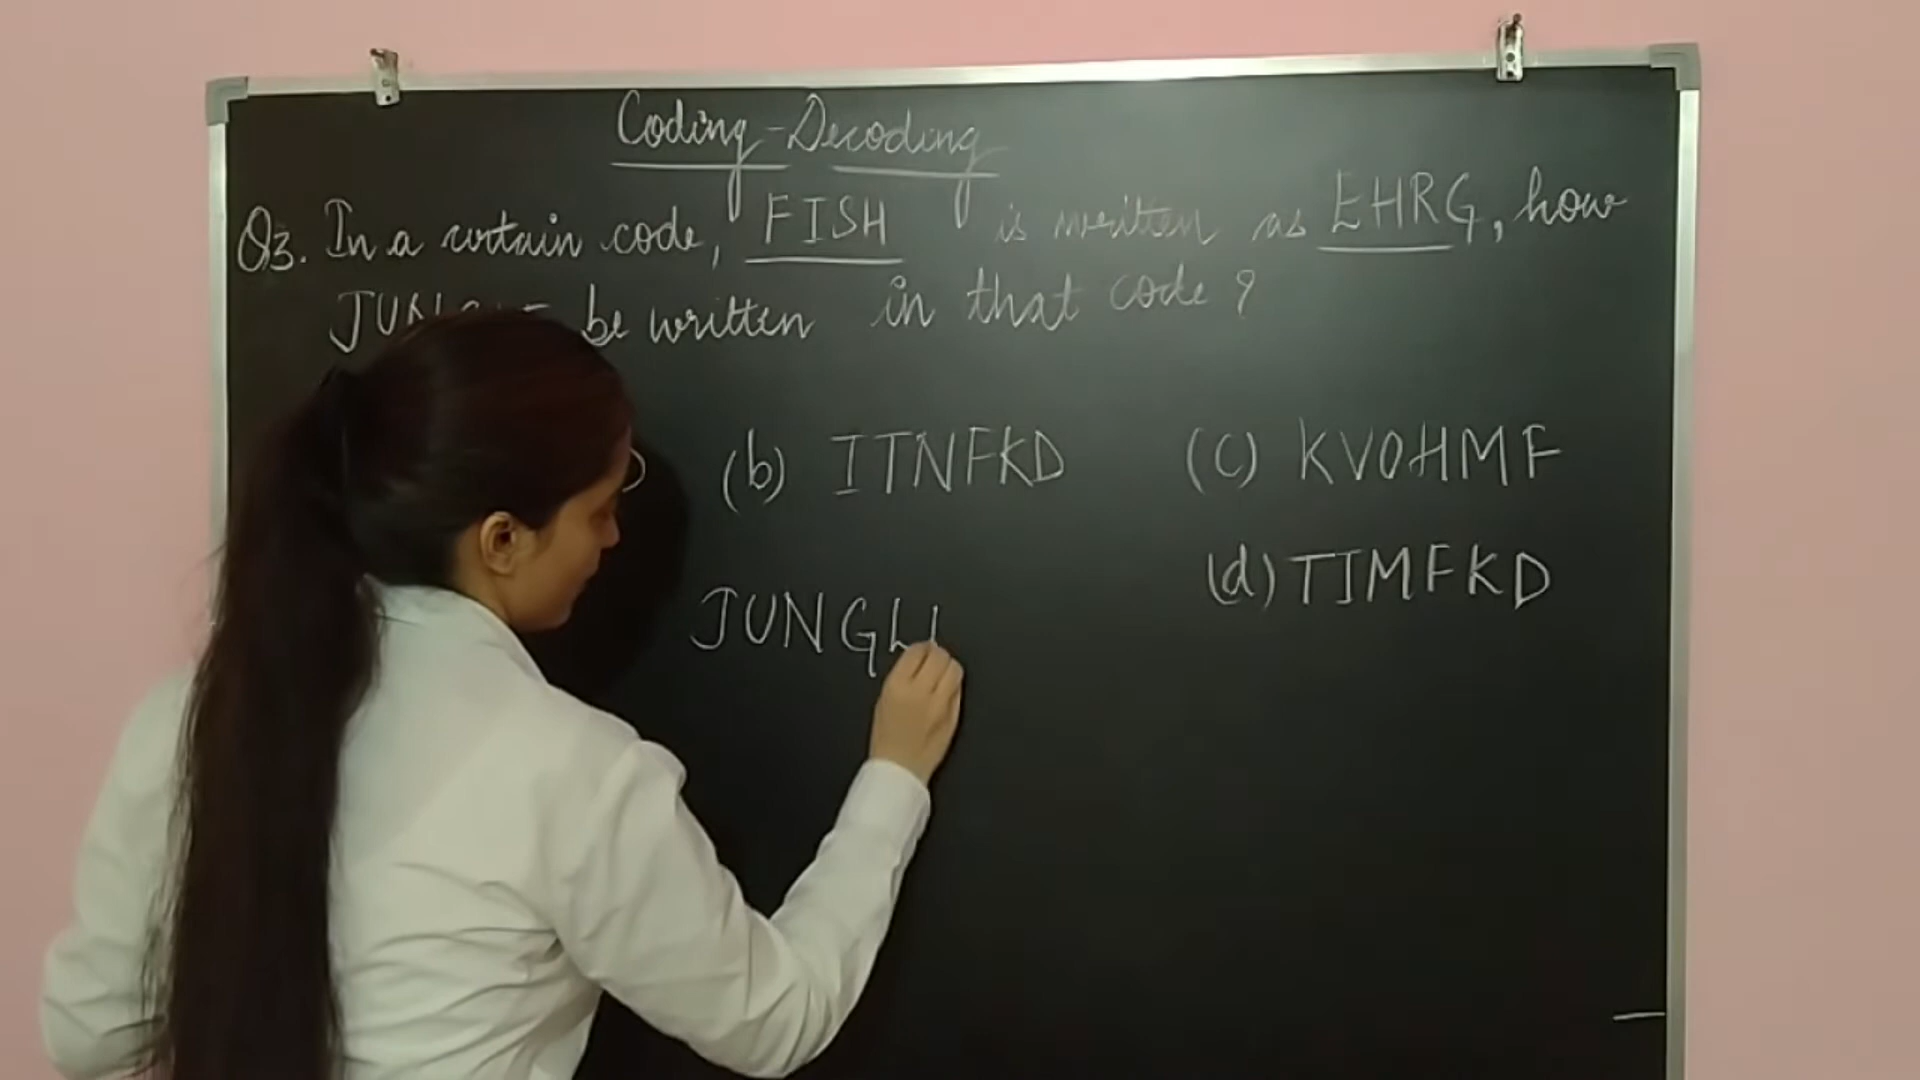 Coding-Decoding
Q3. In a certain code, FISH is written as EHRG, how
be written in that code ?
(b) ITNFKD (c) KVOHMF
(d) TIMFKD
JUNGL